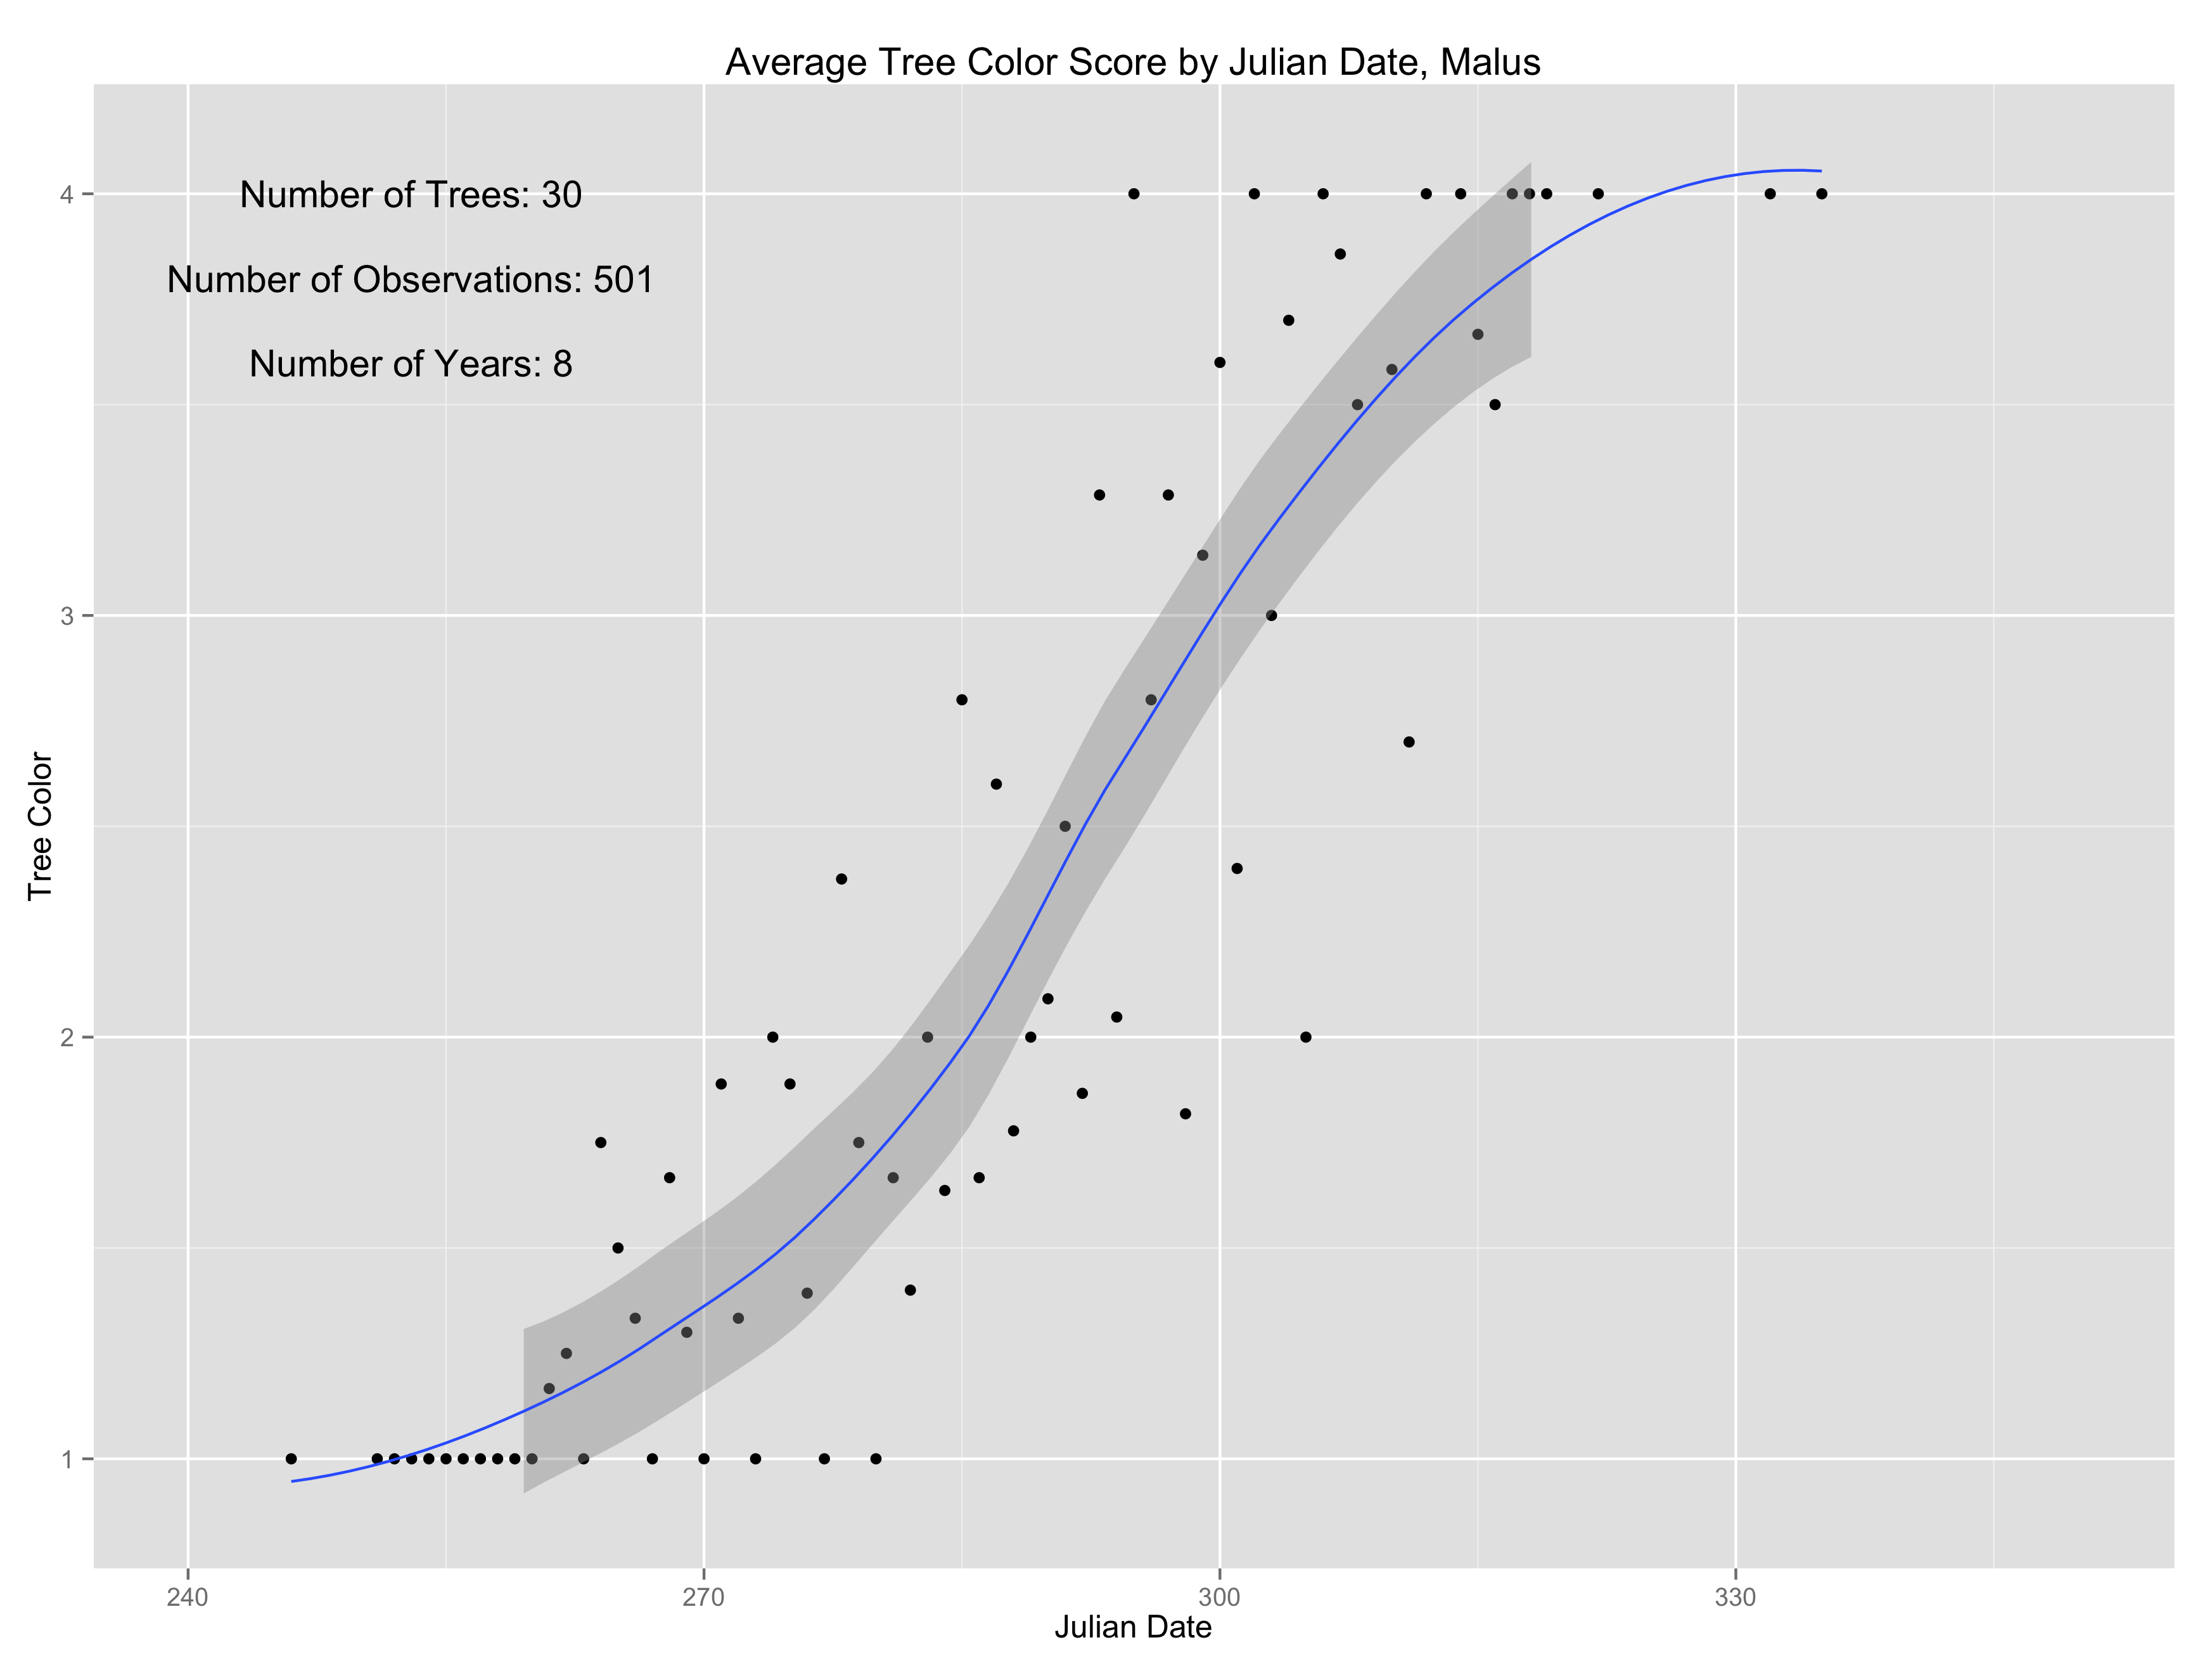 Average Tree Color Score by Julian Date, Malus
Number of Trees: 30
Number of Observations: 501
Number of Years: 8
4
3
2
1
Tree Color
240
270
300
330
Julian Date